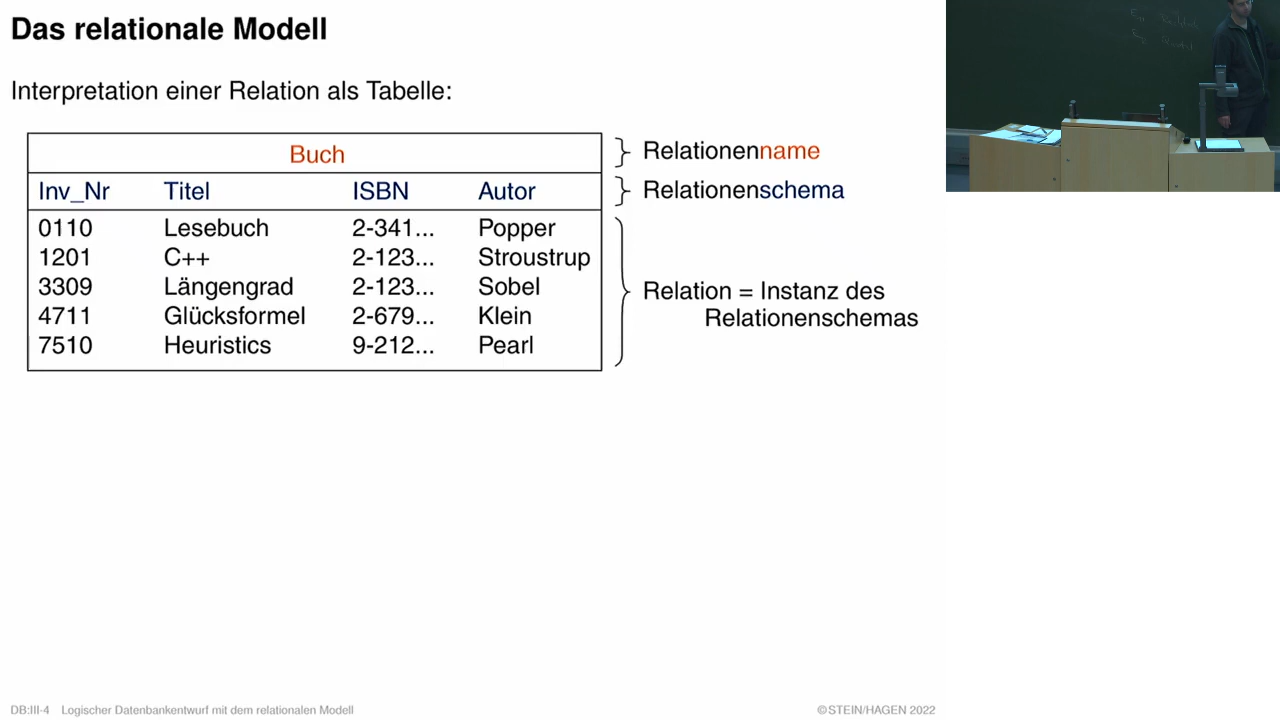 Das relationale Modell
Interpretation einer Relation als Tabelle:
Buch
Relationenname
Inv_Nr Titel ISBN Autor
Relationenschema
0110 Lesebuch 2-341... Popper
1201 C++ 2-123... Stroustrup
3309 Längengrad 2-123... Sobel
4711 Glücksformel 2-679... Klein
7510 Heuristics 9-212... Pearl
Relation = Instanz des
Relationenschemas
DB:III-4 Logischer Datenbankentwurf mit dem relationalen Modell
©STEIN/HAGEN 2022